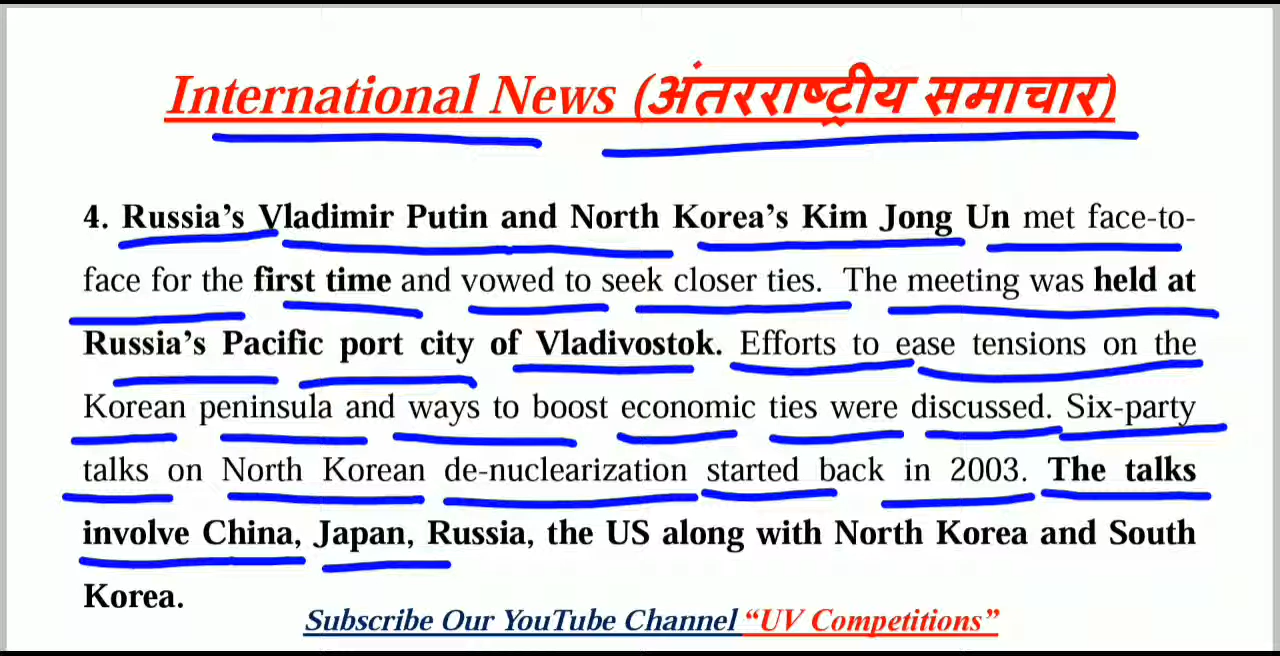 International News (अंतरराष्ट्रीय समाचार)
4. Russia’s Vladimir Putin and North Korea’s Kim Jong Un met face-to-
face for the first time and vowed to seek closer ties. The meeting was held at
Russia’s Pacific port city of Vladivostok. Efforts to ease tensions on the
Korean peninsula and ways to boost economic ties were discussed. Six-party
talks on North Korean de-nuclearization started back in 2003. The talks
involve China, Japan, Russia, the US along with North Korea and South
Korea.
Subscribe Our YouTube Channel “UV Competitions”